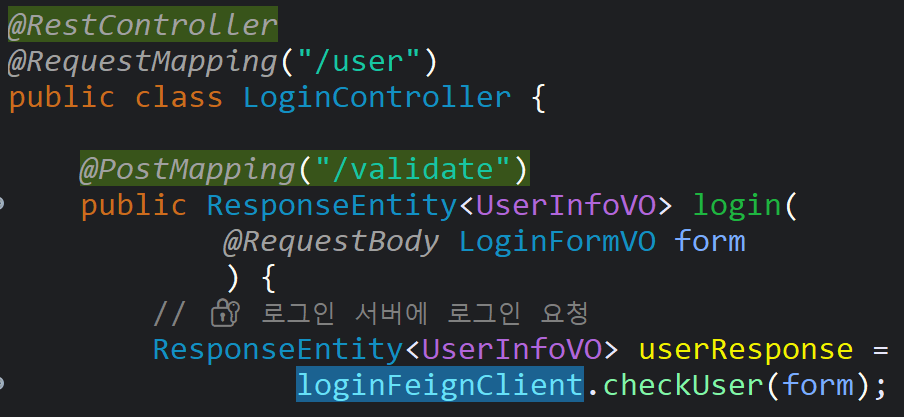 @RestController
@RequestMapping("/user")
public class LoginController {
@PostMapping("/validate")
public ResponseEntity<UserInfoVO> login(
@RequestBody LoginFormVO form
) {
// 🔐 로그인 서버에 로그인 요청
ResponseEntity<UserInfoVO> userResponse =
loginFeignClient.checkUser(form);